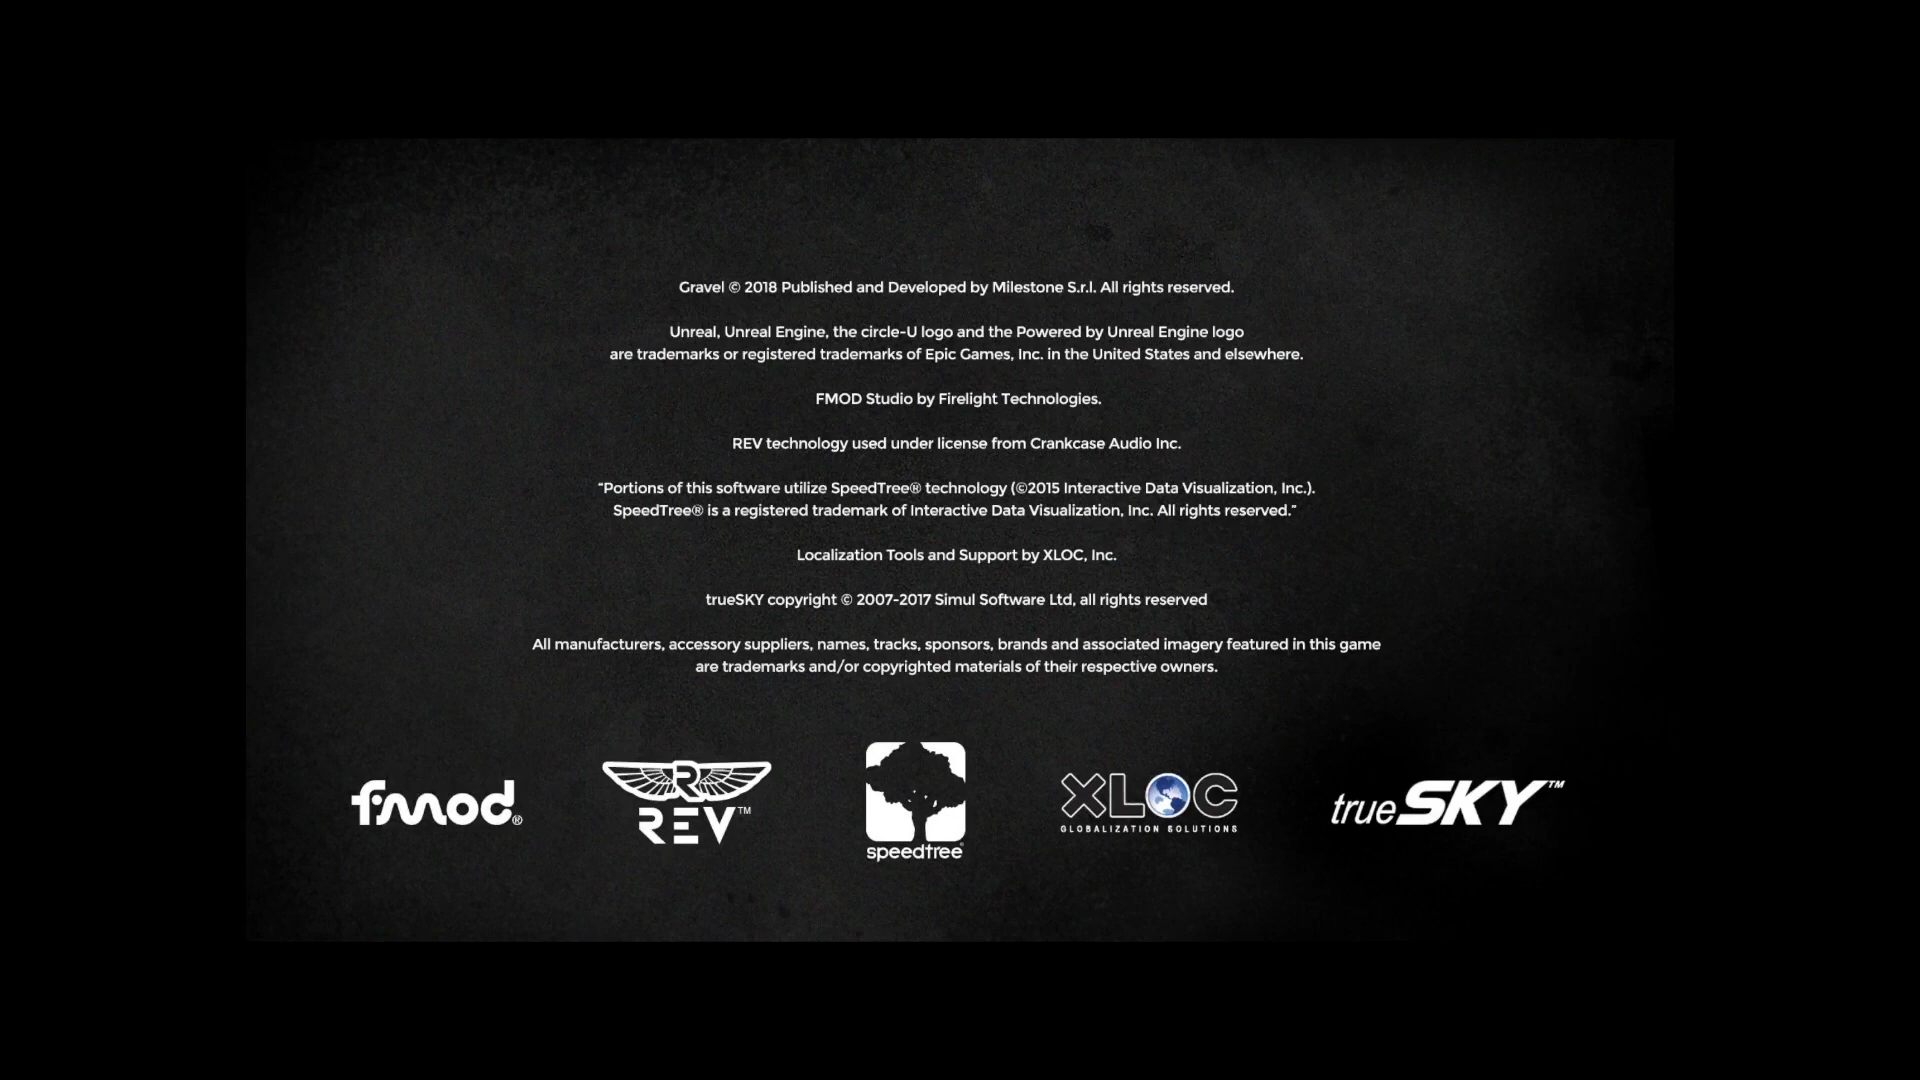 Gravel © 2018 Published and Developed by Milestone S.r.l. All rights reserved.
Unreal, Unreal Engine, the circle-U logo and the Powered by Unreal Engine logo
are trademarks or registered trademarks of Epic Games, Inc. in the United States and elsewhere.
FMOD Studio by Firelight Technologies.
REV technology used under license from Crankcase Audio Inc.
“Portions of this software utilize SpeedTree® technology (©2015 Interactive Data Visualization, Inc.).
SpeedTree® is a registered trademark of Interactive Data Visualization, Inc. All rights reserved.”
Localization Tools and Support by XLOC, Inc.
trueSKY copyright © 2007-2017 Simul Software Ltd, all rights reserved
All manufacturers, accessory suppliers, names, tracks, sponsors, brands and associated imagery featured in this game
are trademarks and/or copyrighted materials of their respective owners.
fmod®
R
REV™
speedtree
XLOC
GLOBALIZATION SOLUTIONS
trueSKY™